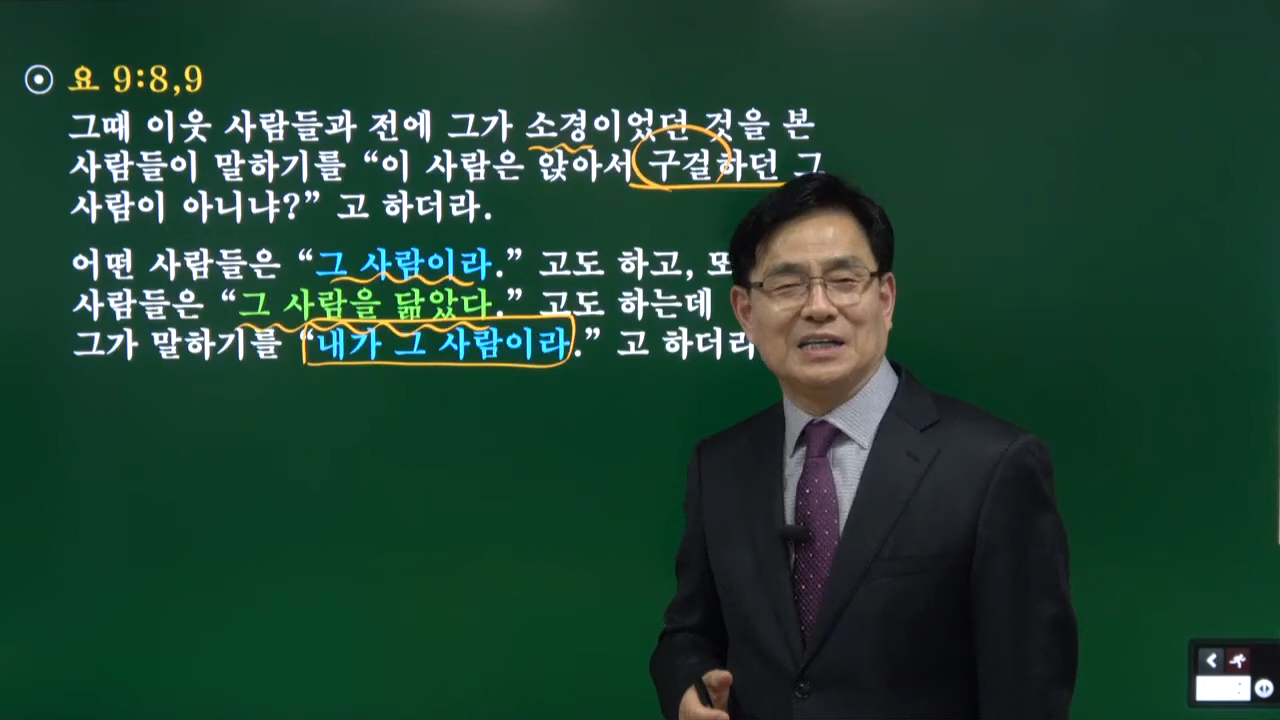 ⊙ 요 9:8,9
그때 이웃 사람들과 전에 그가 소경이었던 것을 본
사람들이 말하기를 “이 사람은 앉아서 구걸하던 그
사람이 아니냐?” 고 하더라.
어떤 사람들은 “그 사람이라.” 고도 하고, 또
사람들은 “그 사람을 닮았다.” 고도 하는데
그가 말하기를 “내가 그 사람이라.” 고 하더라